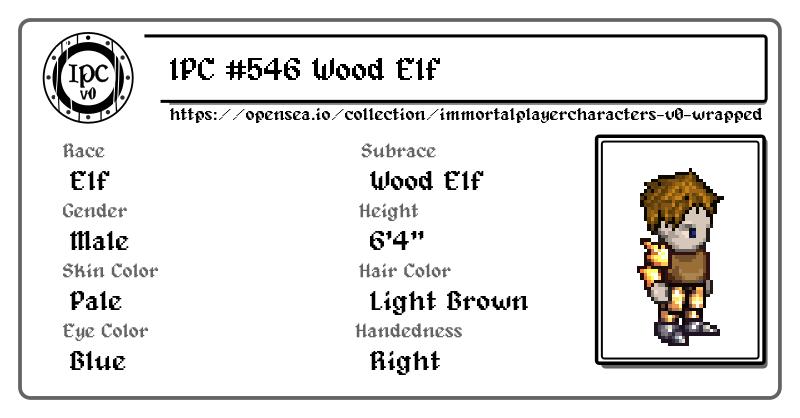 IPC
v0
IPC #546 Wood Elf
https://opensea.io/collection/immortalplayercharacters-v0-wrapped
Race
Subrace
Elf
Wood Elf
Gender
Height
Male
6'4"
Skin Color
Hair Color
Pale
Light Brown
Eye Color
Handedness
Blue
Right